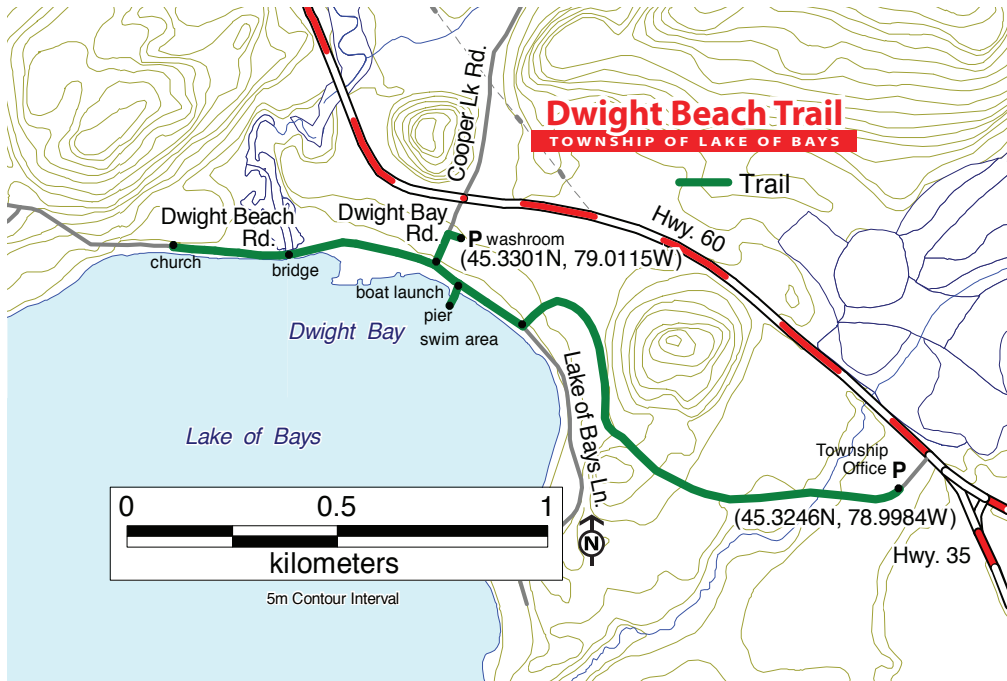 Cooper Lk Rd.
Dwight Beach Trail
TOWNSHIP OF LAKE OF BAYS
Trail
Dwight Beach
Rd.
Dwight Bay
Rd.
Hwy. 60
P washroom
(45.3301N, 79.0115W)
church
bridge
boat launch
pier
swim area
Dwight Bay
Lake of Bays Ln.
Lake of Bays
Township
Office
P
(45.3246N, 78.9984W)
Hwy. 35
0 0.5 1
kilometers
N
5m Contour Interval